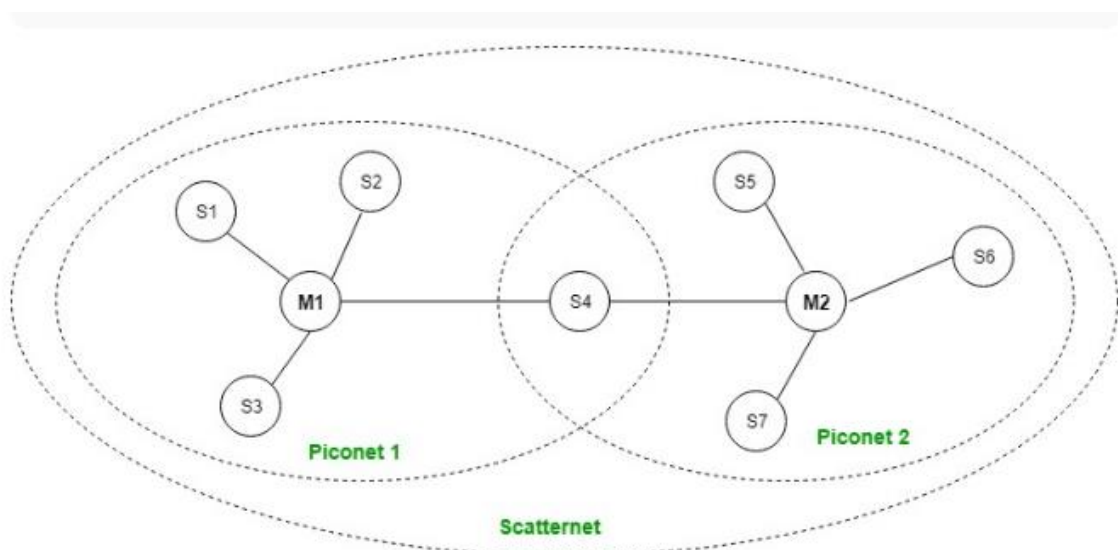 S2
S1
S5
S6
M1
S4
M2
S3
S7
Piconet 1
Piconet 2
Scatternet